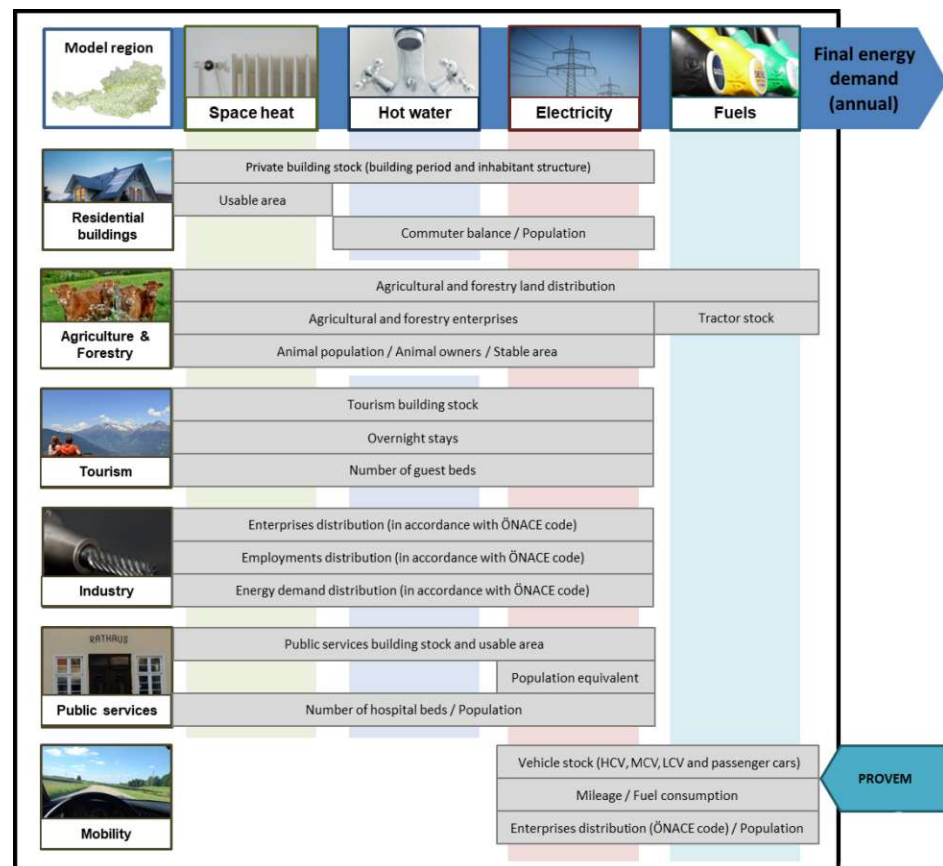 Model region
Space heat
Hot water
Electricity
Fuels
Final energy
demand
(annual)
Residential
buildings
Private building stock (building period and inhabitant structure)
Usable area
Commuter balance / Population
Agriculture &
Forestry
Agricultural and forestry land distribution
Agricultural and forestry enterprises
Tractor stock
Animal population / Animal owners / Stable area
Tourism
Tourism building stock
Overnight stays
Number of guest beds
Industry
Enterprises distribution (in accordance with ÖNACE code)
Employments distribution (in accordance with ÖNACE code)
Energy demand distribution (in accordance with ÖNACE code)
RATHAUS
Public services
Public services building stock and usable area
Population equivalent
Number of hospital beds / Population
Mobility
Vehicle stock (HCV, MCV, LCV and passenger cars)
Mileage / Fuel consumption
Enterprises distribution (ÖNACE code) / Population
PROVEM